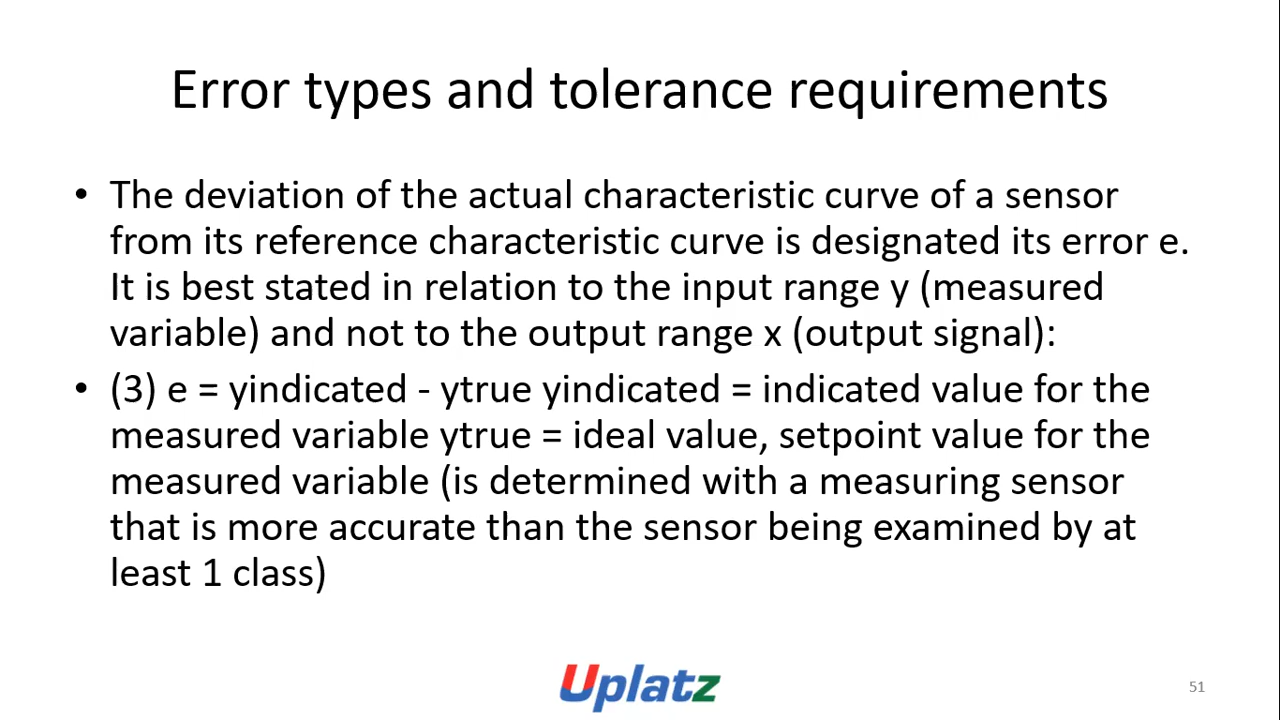 Error types and tolerance requirements
• The deviation of the actual characteristic curve of a sensor
from its reference characteristic curve is designated its error e.
It is best stated in relation to the input range y (measured
variable) and not to the output range x (output signal):
• (3) e = yindicated - ytrue yindicated = indicated value for the
measured variable ytrue = ideal value, setpoint value for the
measured variable (is determined with a measuring sensor
that is more accurate than the sensor being examined by at
least 1 class)
Uplatz
51